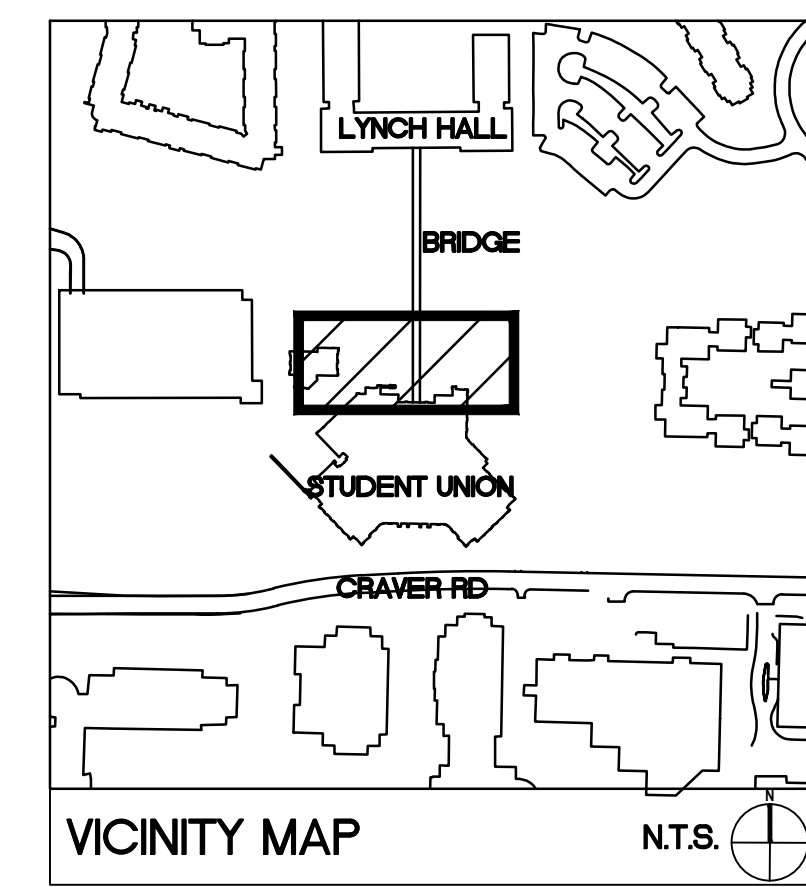 LYNCH HALL
BRIDGE
STUDENT UNION
CRAVER RD
VICINITY MAP
N.T.S.
N